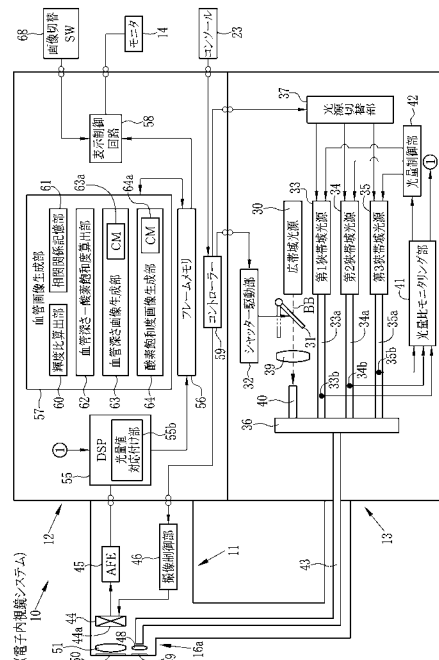 (電子内視鏡システム)
10
68
画像切替
SW
モニタ
14
コンソール
23
12
57
血管画像生成部
61
60
輝度比算出部
相関関係記憶部
62
血管深さ−酸素飽和度算出部
63
血管深さ画像生成部
63a
CM
64
酸素飽和度画像生成部
64a
CM
表示制御
回路
58
①
55
DSP
光量値
対応付け部
55b
56
フレームメモリ
コントローラー
59
11
45
AFE
46
撮像制御部
44
44a
51
48
16a
43
13
32
シャッター駆動部
37
光源切替部
30
広帯域光源
BB
31
39
40
36
33
第1狭帯域光源
33a
33b
34
第2狭帯域光源
34a
34b
35
第3狭帯域光源
35a
35b
光量制御部
42
①
41
光量比モニタリング部